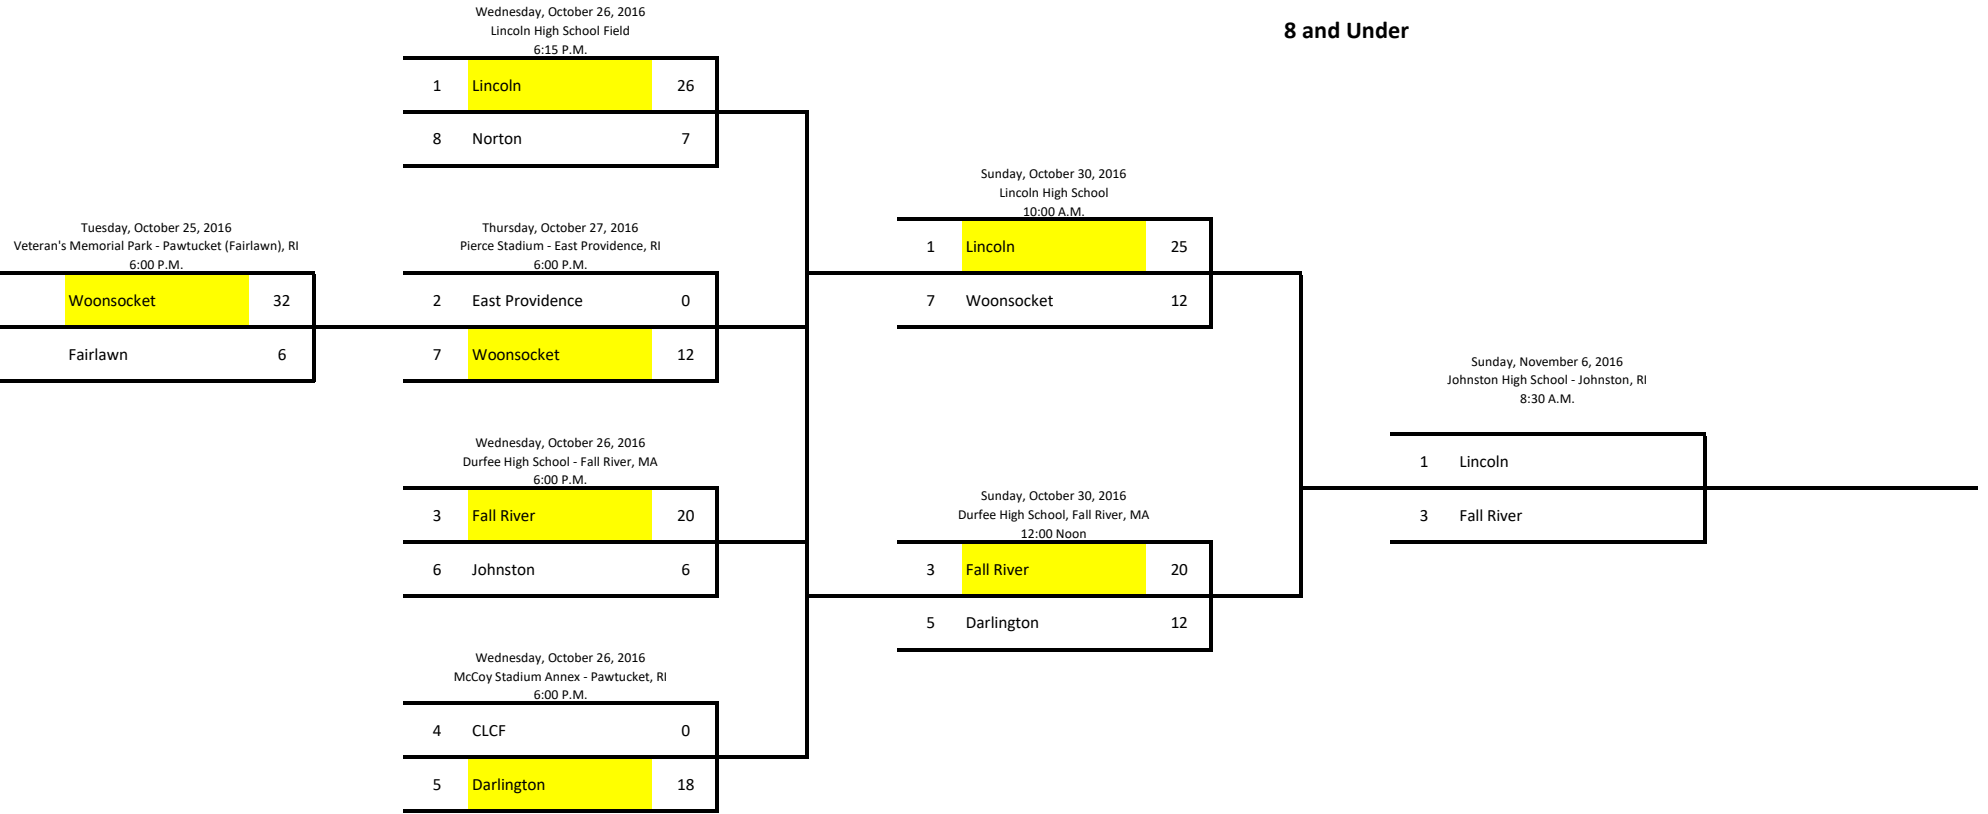 8 and Under
Tuesday, October 25, 2016
Veteran's Memorial Park - Pawtucket (Fairlawn), RI
6:00 P.M.
Woonsocket 32
Fairlawn 6
Wednesday, October 26, 2016
Lincoln High School Field
6:15 P.M.
1 Lincoln 26
8 Norton 7
Thursday, October 27, 2016
Pierce Stadium - East Providence, RI
6:00 P.M.
2 East Providence 0
7 Woonsocket 12
Wednesday, October 26, 2016
Durfee High School - Fall River, MA
6:00 P.M.
3 Fall River 20
6 Johnston 6
Wednesday, October 26, 2016
McCoy Stadium Annex - Pawtucket, RI
6:00 P.M.
4 CLCF 0
5 Darlington 18
Sunday, October 30, 2016
Lincoln High School
10:00 A.M.
1 Lincoln 25
7 Woonsocket 12
Sunday, October 30, 2016
Durfee High School, Fall River, MA
12:00 Noon
3 Fall River 20
5 Darlington 12
Sunday, November 6, 2016
Johnston High School - Johnston, RI
8:30 A.M.
1 Lincoln
3 Fall River